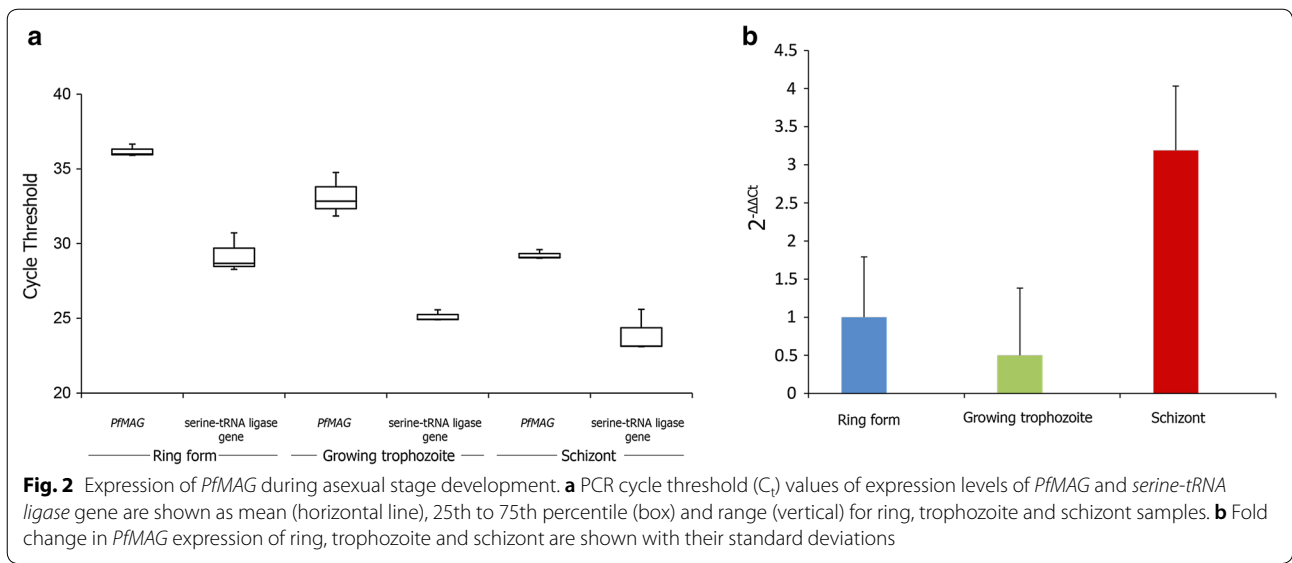 a
40
35
30
25
20
Cycle Threshold
PfMAG
serine-tRNA ligase
gene
PfMAG
serine-tRNA ligase
gene
PfMAG
serine-tRNA ligase
gene
Ring form
Growing trophozoite
Schizont
b
4.5
4
3.5
3
2.5
2
1.5
1
0.5
0
2-ΔΔCt
Ring form
Growing trophozoite
Schizont
Fig. 2 Expression of PfMAG during asexual stage development. a PCR cycle threshold (Ct) values of expression levels of PfMAG and serine-tRNA
ligase gene are shown as mean (horizontal line), 25th to 75th percentile (box) and range (vertical) for ring, trophozoite and schizont samples. b Fold
change in PfMAG expression of ring, trophozoite and schizont are shown with their standard deviations